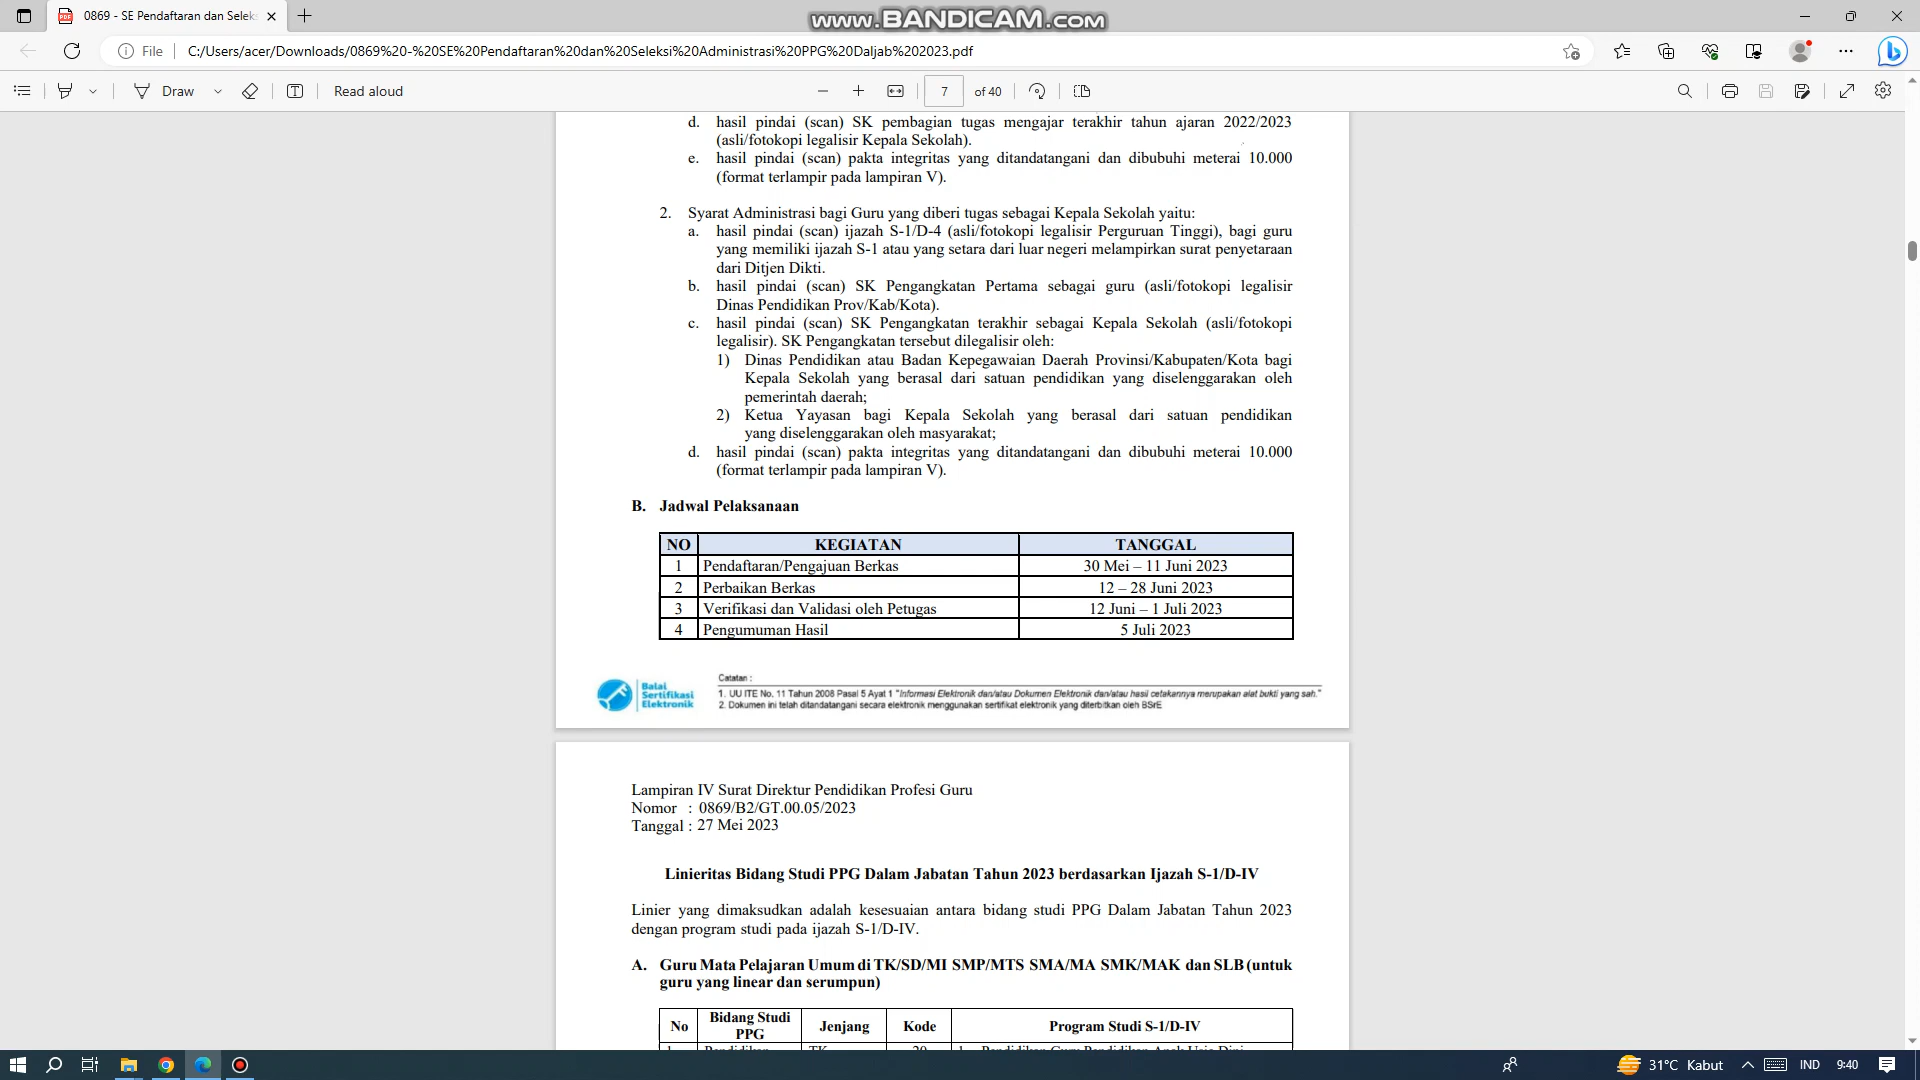 www.BANDICAM.com
0869 - SE Pendaftaran dan Seleks
File
C:/Users/acer/Downloads/0869%20-%20SE%20Pendaftaran%20dan%20Seleksi%20Administrasi%20PPG%20Daljab%202023.pdf
Draw
Read aloud
7
of 40
d. hasil pindai (scan) SK pembagian tugas mengajar terakhir tahun ajaran 2022/2023
(asli/fotokopi legalisir Kepala Sekolah).
e. hasil pindai (scan) pakta integritas yang ditandatangani dan dibubuhi meterai 10.000
(format terlampir pada lampiran V).
2. Syarat Administrasi bagi Guru yang diberi tugas sebagai Kepala Sekolah yaitu:
a. hasil pindai (scan) ijazah S-1/D-4 (asli/fotokopi legalisir Perguruan Tinggi), bagi guru
yang memiliki ijazah S-1 atau yang setara dari luar negeri melampirkan surat penyetaraan
dari Ditjen Dikti.
b. hasil pindai (scan) SK Pengangkatan Pertama sebagai guru (asli/fotokopi legalisir
Dinas Pendidikan Prov/Kab/Kota).
c. hasil pindai (scan) SK Pengangkatan terakhir sebagai Kepala Sekolah (asli/fotokopi
legalisir). SK Pengangkatan tersebut dilegalisir oleh:
1) Dinas Pendidikan atau Badan Kepegawaian Daerah Provinsi/Kabupaten/Kota bagi
Kepala Sekolah yang berasal dari satuan pendidikan yang diselenggarakan oleh
pemerintah daerah;
2) Ketua Yayasan bagi Kepala Sekolah yang berasal dari satuan pendidikan
yang diselenggarakan oleh masyarakat;
d. hasil pindai (scan) pakta integritas yang ditandatangani dan dibubuhi meterai 10.000
(format terlampir pada lampiran V).
B. Jadwal Pelaksanaan
NO KEGIATAN TANGGAL
1 Pendaftaran/Pengajuan Berkas 30 Mei – 11 Juni 2023
2 Perbaikan Berkas 12 – 28 Juni 2023
3 Verifikasi dan Validasi oleh Petugas 12 Juni – 1 Juli 2023
4 Pengumuman Hasil 5 Juli 2023
Balai
Sertifikasi
Elektronik
Catatan :
1. UU ITE No. 11 Tahun 2008 Pasal 5 Ayat 1 "Informasi Elektronik dan/atau Dokumen Elektronik dan/atau hasil cetakannya merupakan alat bukti yang sah."
2. Dokumen ini telah ditandatangani secara elektronik menggunakan sertifikat elektronik yang diterbitkan oleh BSrE
Lampiran IV Surat Direktur Pendidikan Profesi Guru
Nomor : 0869/B2/GT.00.05/2023
Tanggal : 27 Mei 2023
Linieritas Bidang Studi PPG Dalam Jabatan Tahun 2023 berdasarkan Ijazah S-1/D-IV
Linier yang dimaksudkan adalah kesesuaian antara bidang studi PPG Dalam Jabatan Tahun 2023
dengan program studi pada ijazah S-1/D-IV.
A. Guru Mata Pelajaran Umum di TK/SD/MI SMP/MTS SMA/MA SMK/MAK dan SLB (untuk
guru yang linear dan serumpun)
No Bidang Studi PPG Jenjang Kode Program Studi S-1/D-IV
31°C Kabut
IND
9:40